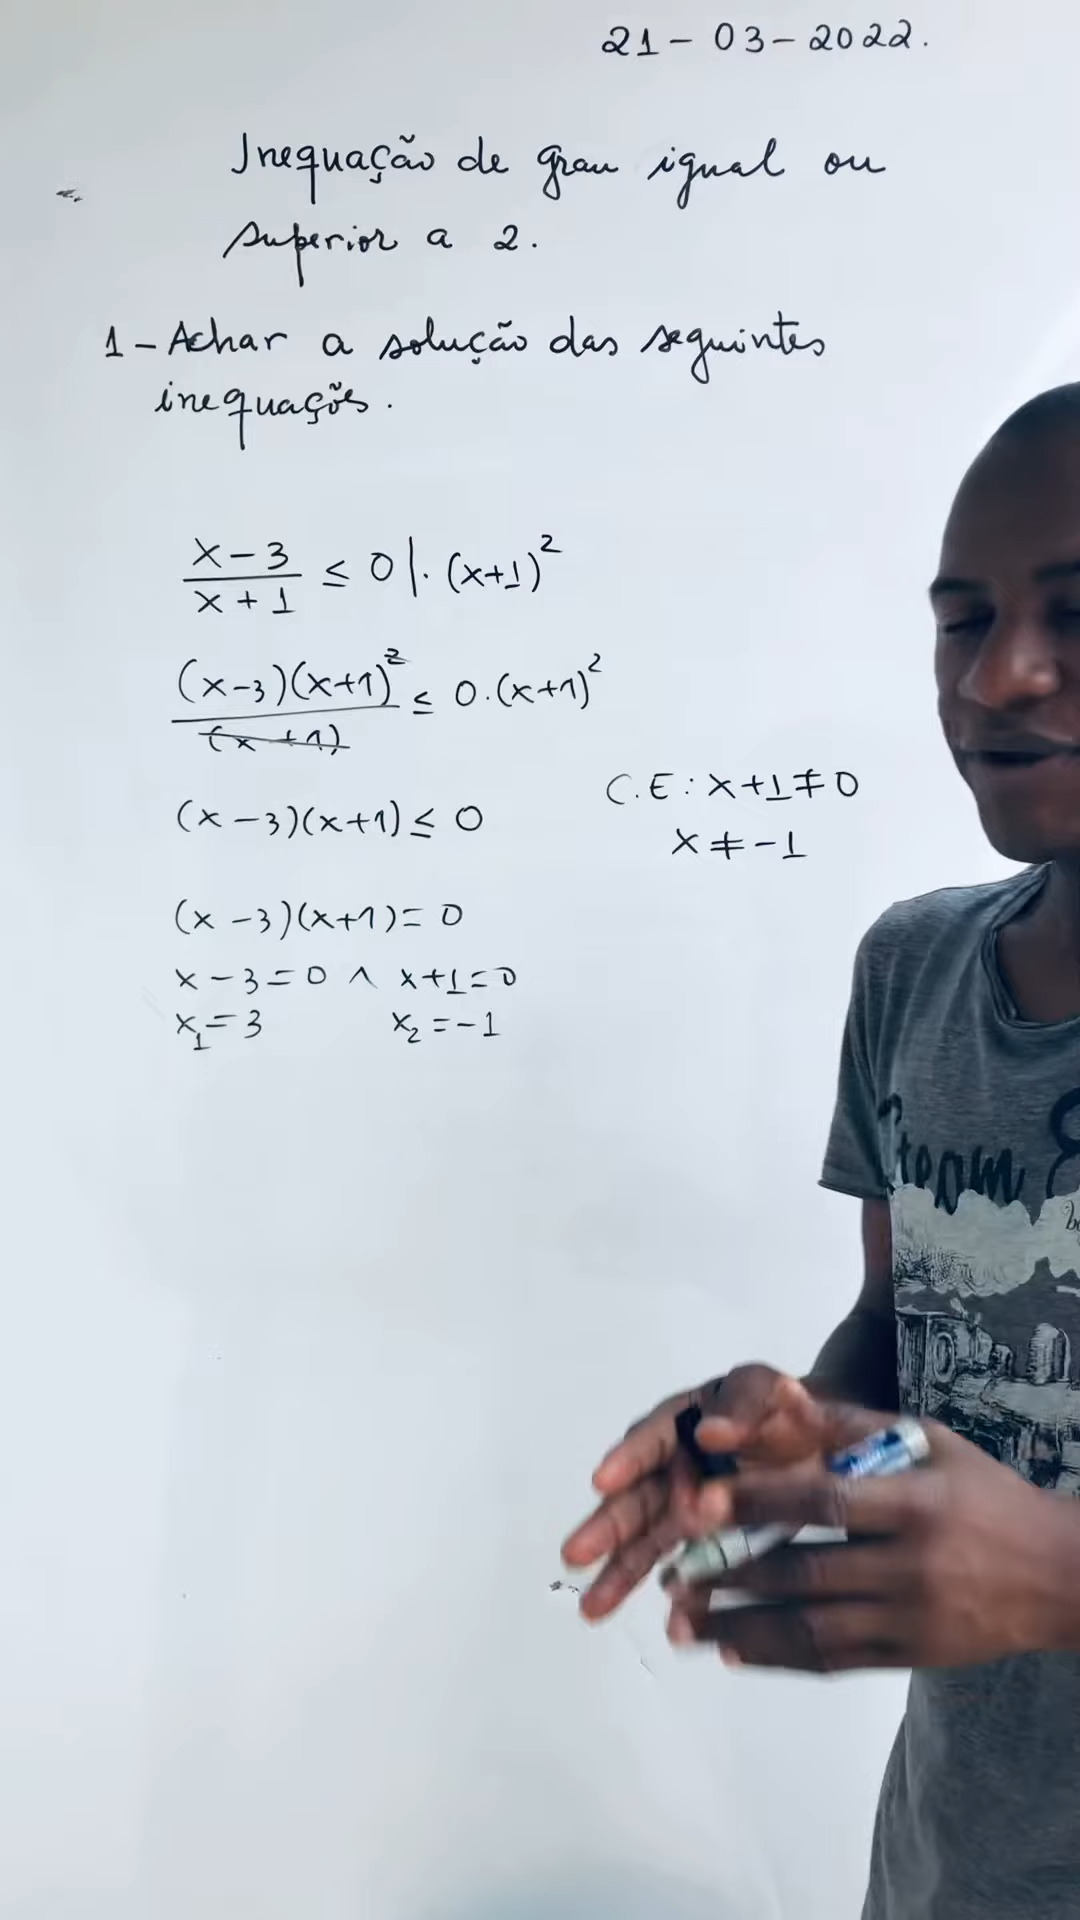 21-03-2022.
Inequação de grau igual ou
superior a 2.
1-Achar a solução das seguintes
inequações.
x-3/x+1 ≤ 0 |. (x+1)²
(x-3)(x+1)²/(x+1) ≤ 0.(x+1)²
C.E: x+1≠0
(x-3)(x+1)≤ 0
x≠-1
(x-3)(x+1)= 0
x-3=0 ∧ x+1=0
x₁=3 x₂=-1
team